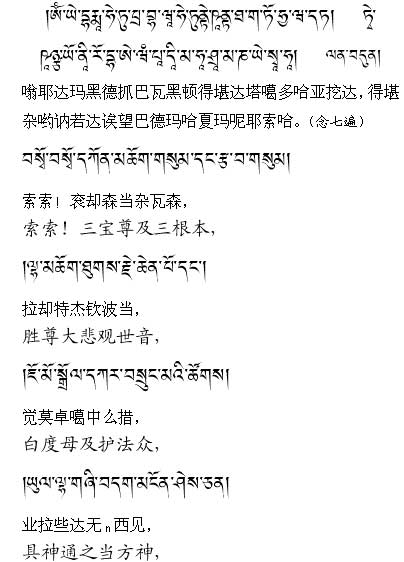 །ཨོཾ་ཡེ་དྷརྨཱ་ཧེ་ཏུ་པྲ་བྷ་ཝཱ་ཧེ་ཏུནྟེ་ཥཱནྟ་ཐ་ག་ཏོ་ཧྱ་ཝ་དཏ། ཏེ་
ཥཱཉྩ་ཡོ་ནི་རོ་དྷ་ཨེ་ཝཾ་པཱ་དཱི་མ་ཧཱ་ཤྲཱ་མ་ཎ་ཡེ་སྭཱ་ཧཱ། ལན་བདུན།
嗡耶达玛黑德抓巴瓦黑顿得堪达塔噶多哈亚挖达，得堪
杂哟讷若达诶望巴德玛哈夏玛呢耶索哈。(念七遍)
བསྭོ་བསྭོ་དཀོན་མཆོག་གསུམ་དང་རྩ་བ་གསུམ།
索索！衮却森当杂瓦森，
索索！三宝尊及三根本，
།ལྷ་མཆོག་ཐུགས་རྗེ་ཆེན་པོ་དང་།
拉却特杰钦波当，
胜尊大悲观世音，
།ཇོ་མོ་སྒྲོལ་དཀར་བསྲུང་མའི་ཚོགས།
觉莫卓噶中么措，
白度母及护法众，
།ཡུལ་ལྷ་གཞི་བདག་མངོན་ཤེས་ཅན།
业拉些达无n西见，
具神通之当方神，